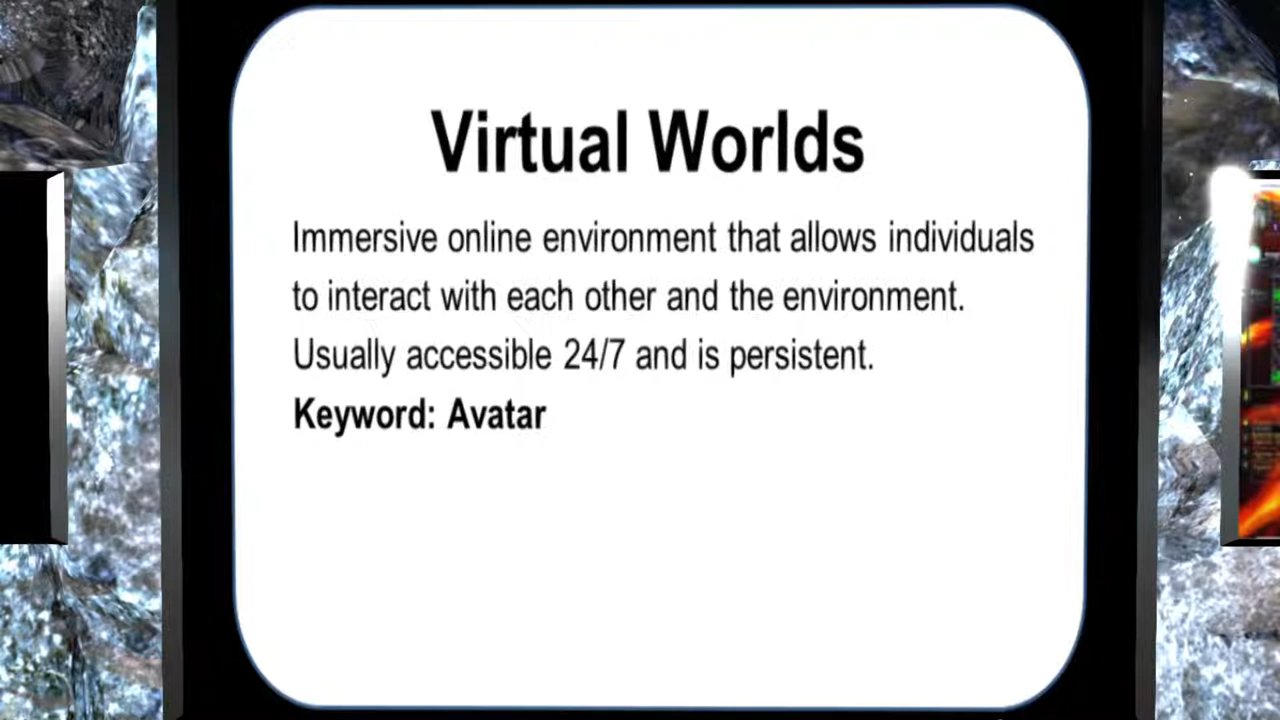 Virtual Worlds
Immersive online environment that allows individuals
to interact with each other and the environment.
Usually accessible 24/7 and is persistent.
Keyword: Avatar